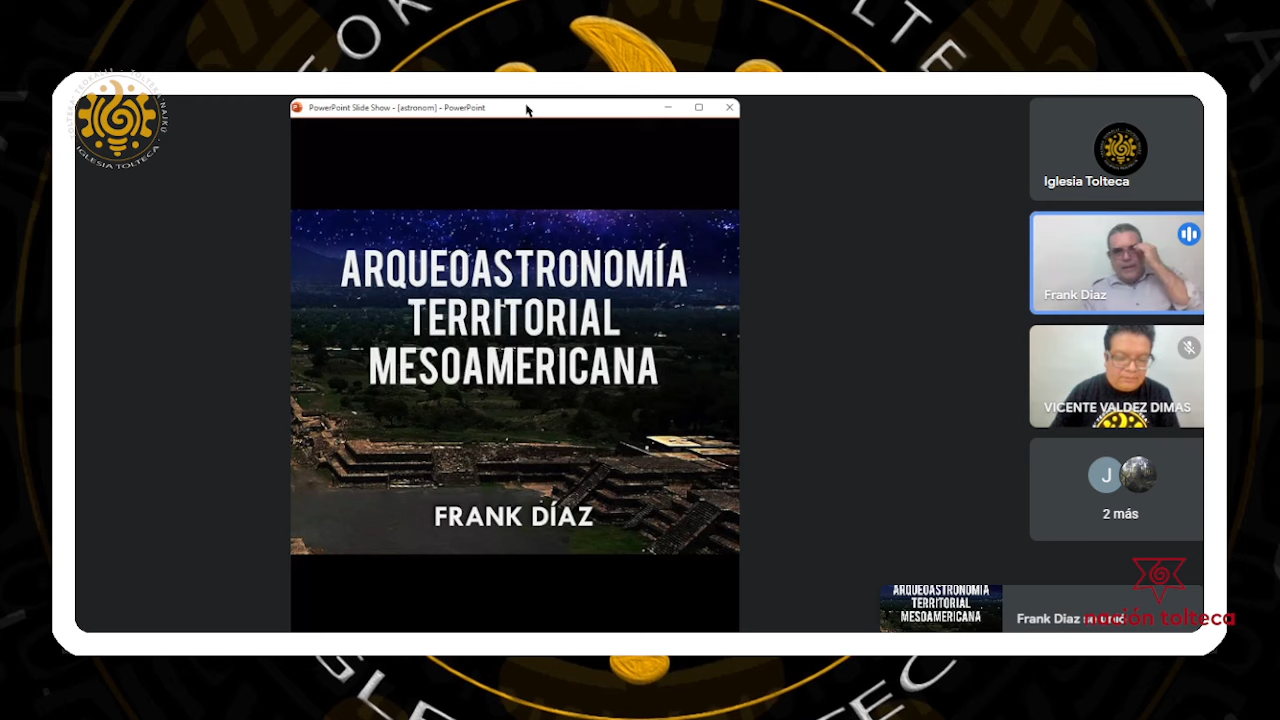 PowerPoint Slide Show - [astronom] - PowerPoint
ARQUEOASTRONOMÍA
TERRITORIAL
MESOAMERICANA
FRANK DÍAZ
IGLESIA TOLTECA
Iglesia Tolteca
Frank Díaz
VICENTE VALDEZ DIMAS
J
2 más
ARQUEOASTRONOMÍA
TERRITORIAL
MESOAMERICANA
Frank Díaz
nación tolteca